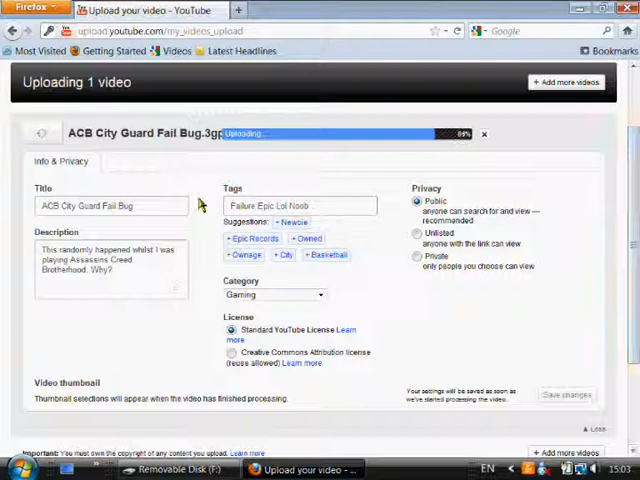 Firefox
Upload your video - YouTube
upload.youtube.com/my_videos_upload
Google
Most Visited Getting Started Videos Latest Headlines
Bookmarks
Uploading 1 video
+ Add more videos
ACB City Guard Fail Bug.3gp
Uploading...
84%
Info & Privacy
Title
ACB City Guard Fail Bug
Description
This randomly happened whilst I was
playing Assassins Creed
Brotherhood. Why?
Tags
Failure Epic Lol Noob
Suggestions: + Newbie
+ Epic Records + Owned
+ Ownage + City + Basketball
Category
Gaming
License
Standard YouTube License Learn
more
Creative Commons Attribution license
(reuse allowed) Learn more
Privacy
Public
anyone can search for and view —
recommended
Unlisted
anyone with the link can view
Private
only people you choose can view
Video thumbnail
Thumbnail selections will appear when the video has finished processing.
Your settings will be saved as soon as
we've started processing the video.
Save changes
Less
Important: You must own the copyright of any content you upload. Learn more
+ Add more videos
Removable Disk (F:)
Upload your video - ...
EN
15:03